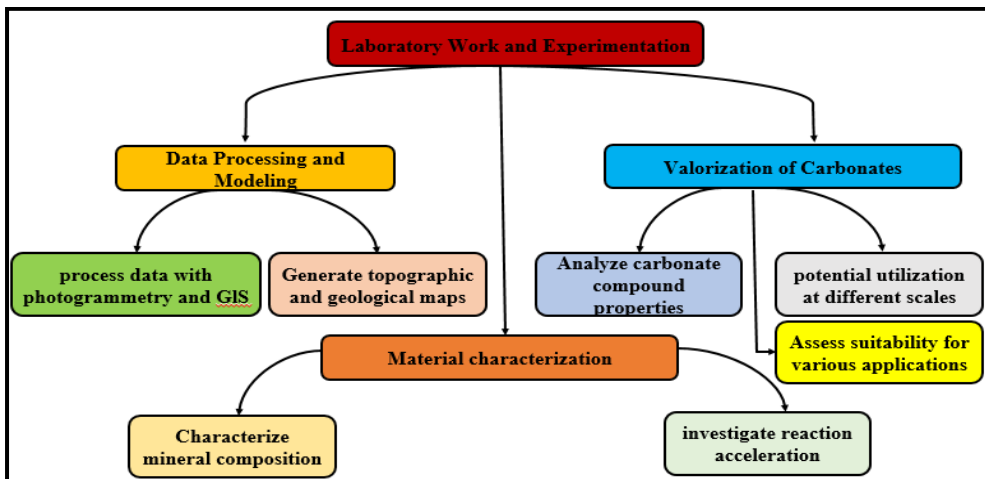 Laboratory Work and Experimentation
Data Processing and
Modeling
Valorization of Carbonates
process data with
photogrammetry and GIS
Generate topographic
and geological maps
Analyze carbonate
compound
properties
potential utilization
at different scales
Assess suitability for
various applications
Material characterization
Characterize
mineral composition
investigate reaction
acceleration